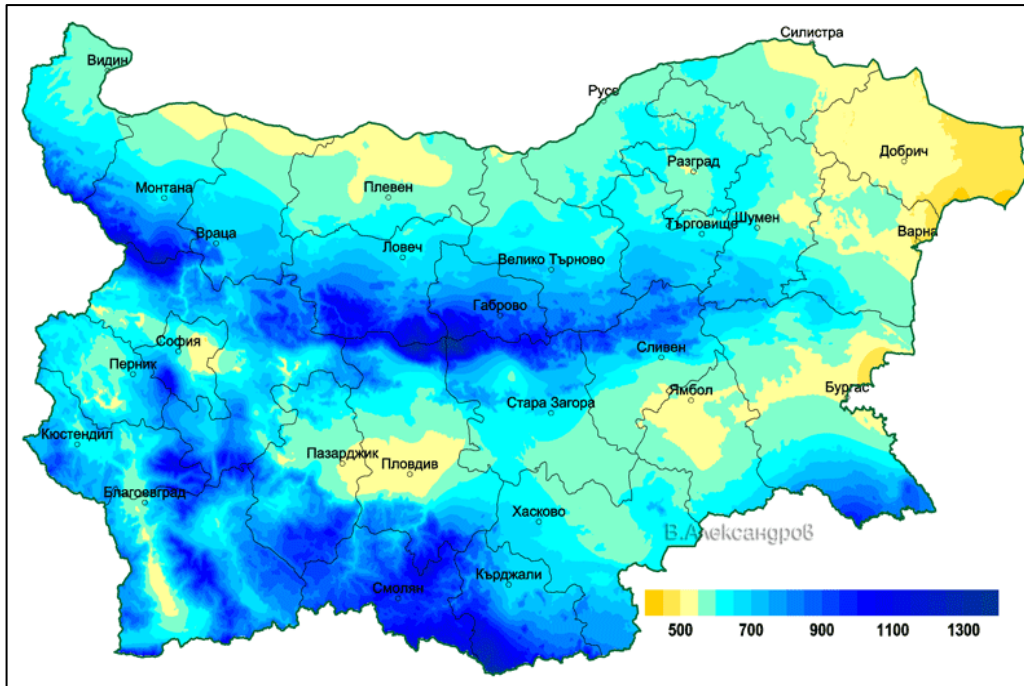 Силистра
Видин
Русе
Добрич
Разград
Плевен
Монтана
Шумен
Търговище
Варна
Враца
Ловеч
Велико Търново
Габрово
София
Сливен
Перник
Ямбол
Бургас
Стара Загора
Кюстендил
Пазарджик
Пловдив
Благоевград
Хасково
В.Александров
Кърджали
Смолян
500 700 900 1100 1300